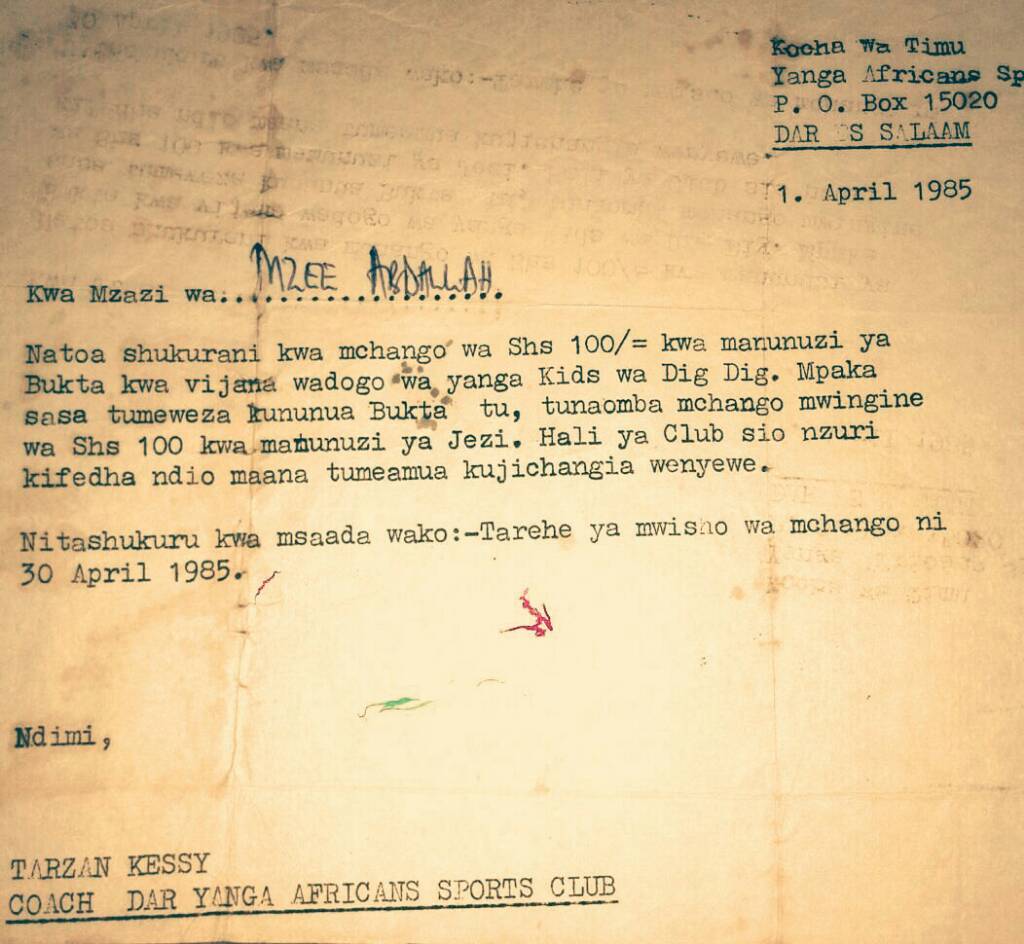 Kocha Wa Timu
Yanga Africans Sp
P. O. Box 15020
DAR ES SALAAM
1. April 1985
Kwa Mzazi wa....MZEE ABDALLAH....
Natoa shukurani kwa mchango wa Shs 100/= kwa manunuzi ya
Bukta kwa vijana wadogo wa yanga Kids wa Dig Dig. Mpaka
sasa tumeweza kununua Bukta tu, tunaomba mchango mwingine
wa Shs 100 kwa manunuzi ya Jezi. Hali ya Club sio nzuri
kifedha ndio maana tumeamua kujichangia wenyewe.
Nitashukuru kwa msaada wako:-Tarehe ya mwisho wa mchango ni
30 April 1985.
Ndimi,
TARZAN KESSY
COACH DAR YANGA AFRICANS SPORTS CLUB